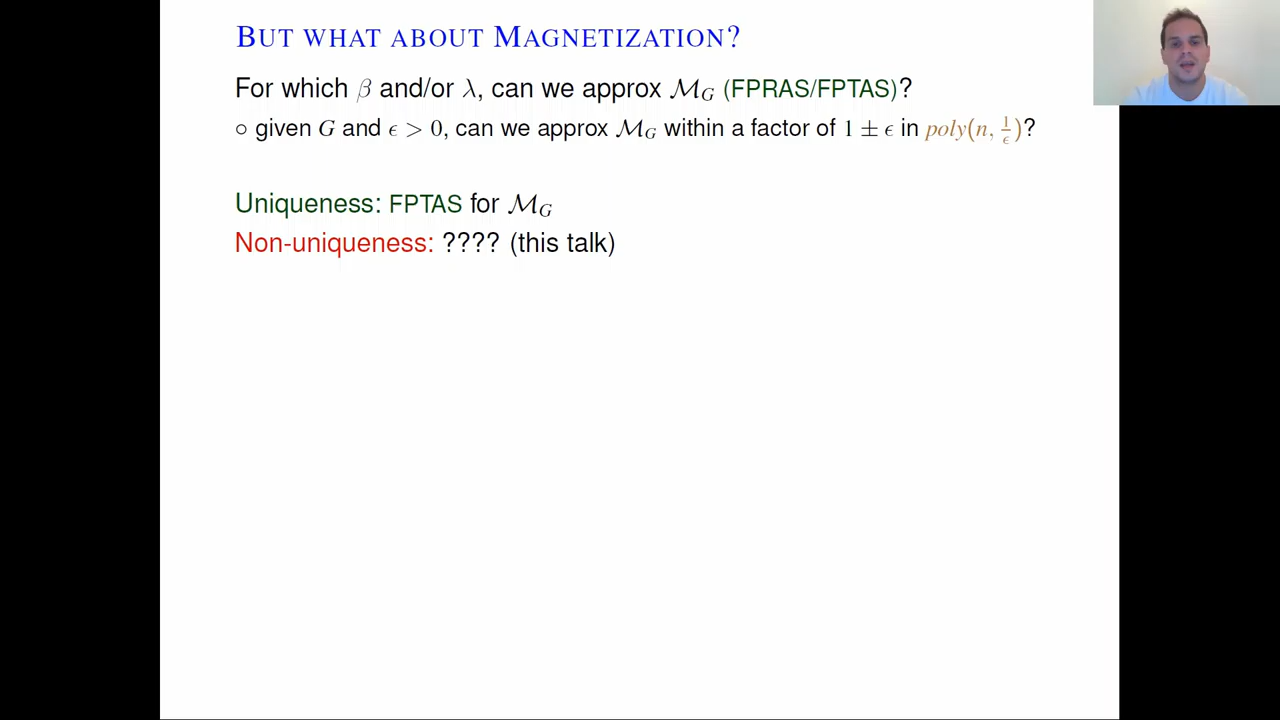 BUT WHAT ABOUT MAGNETIZATION?
For which β and/or λ, can we approx ℳ_G (FPRAS/FPTAS)?
○ given G and ϵ > 0, can we approx ℳ_G within a factor of 1 ± ϵ in poly(n, 1/ϵ)?
Uniqueness: FPTAS for ℳ_G
Non-uniqueness: ???? (this talk)